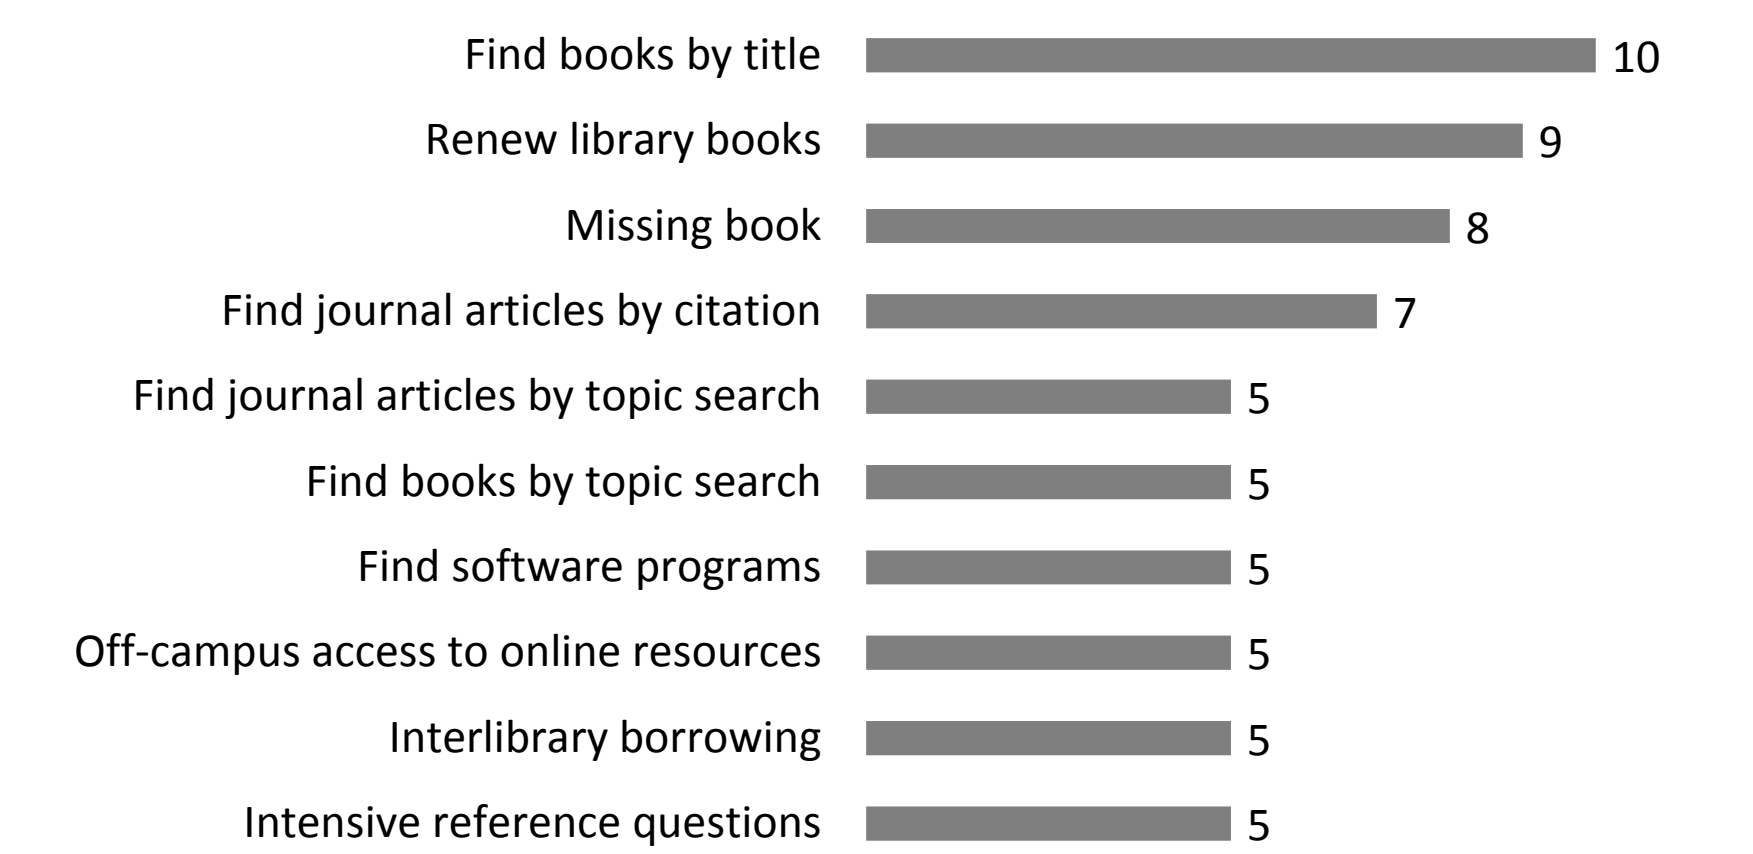 Find books by title 10
Renew library books 9
Missing book 8
Find journal articles by citation 7
Find journal articles by topic search 5
Find books by topic search 5
Find software programs 5
Off-campus access to online resources 5
Interlibrary borrowing 5
Intensive reference questions 5